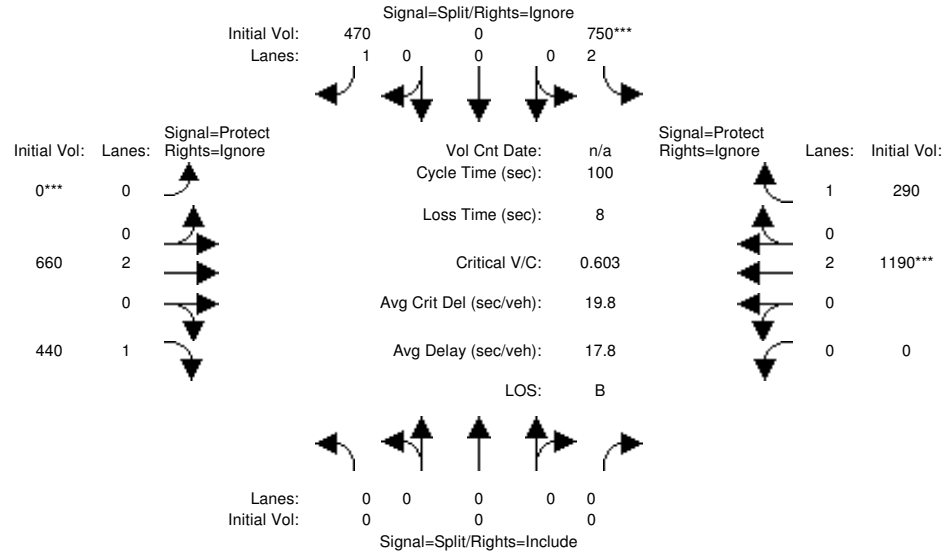 Signal=Split/Rights=Ignore
Initial Vol: 470 0 750***
Lanes: 1 0 0 0 2
Signal=Protect
Initial Vol: Lanes: Rights=Ignore
Vol Cnt Date: n/a
Signal=Protect
Rights=Ignore Lanes: Initial Vol:
Cycle Time (sec): 100
0*** 0
1 290
Loss Time (sec): 8
0
0
660 2
Critical V/C: 0.603
2 1190***
0
Avg Crit Del (sec/veh): 19.8
0
440 1
Avg Delay (sec/veh): 17.8
0 0
LOS: B
Lanes: 0 0 0 0 0
Initial Vol: 0 0 0
Signal=Split/Rights=Include